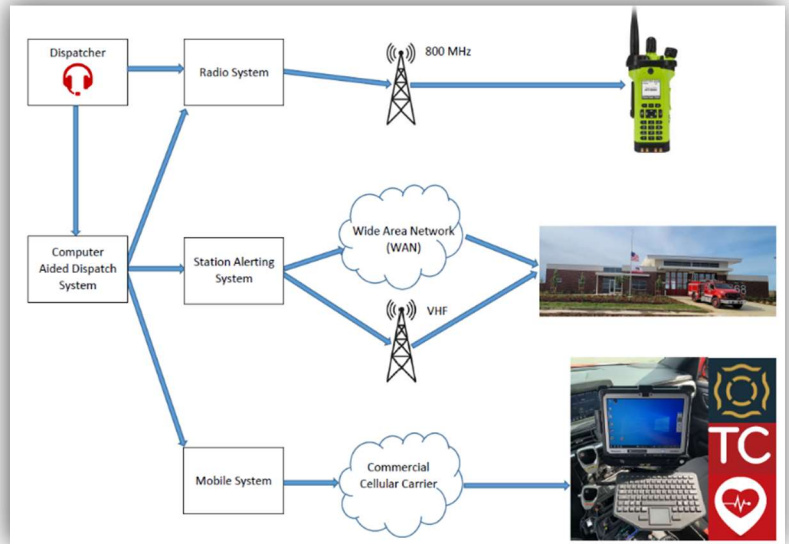 Dispatcher
Radio System
800 MHz
Computer
Aided Dispatch
System
Station Alerting
System
Wide Area Network
(WAN)
VHF
Mobile System
Commercial
Cellular Carrier
TC